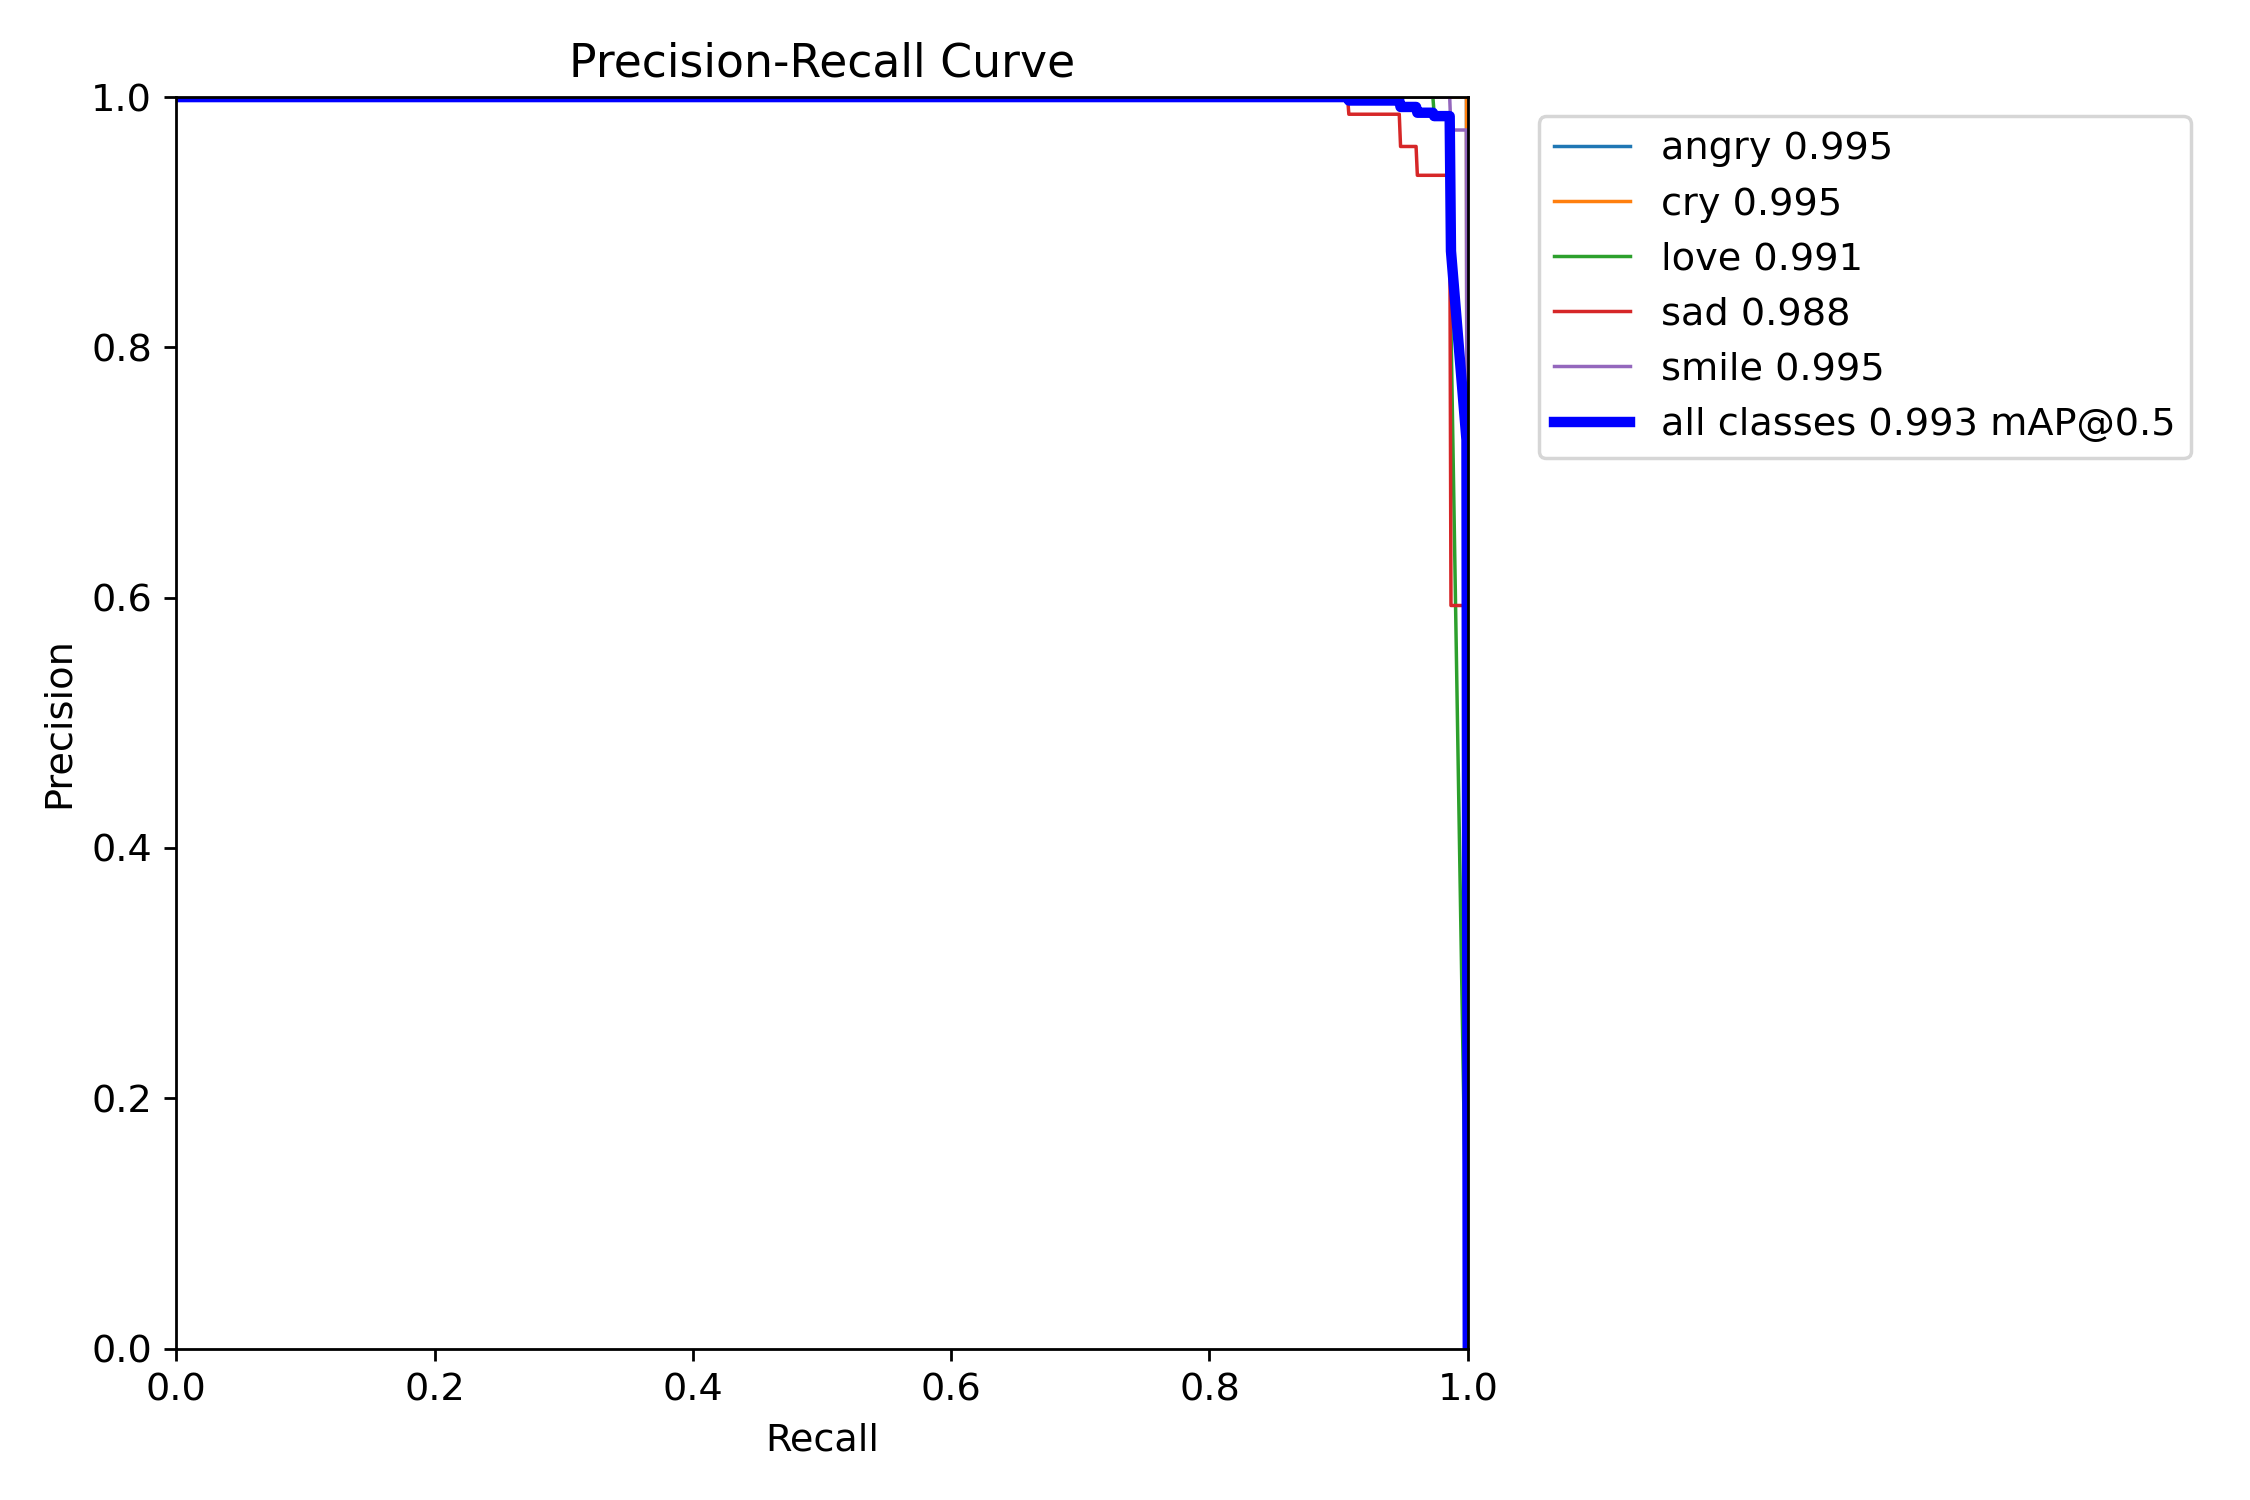 Precision-Recall Curve
1.0
0.8
0.6
0.4
0.2
0.0
Precision
0.0 0.2 0.4 0.6 0.8 1.0
Recall
angry 0.995
cry 0.995
love 0.991
sad 0.988
smile 0.995
all classes 0.993 mAP@0.5